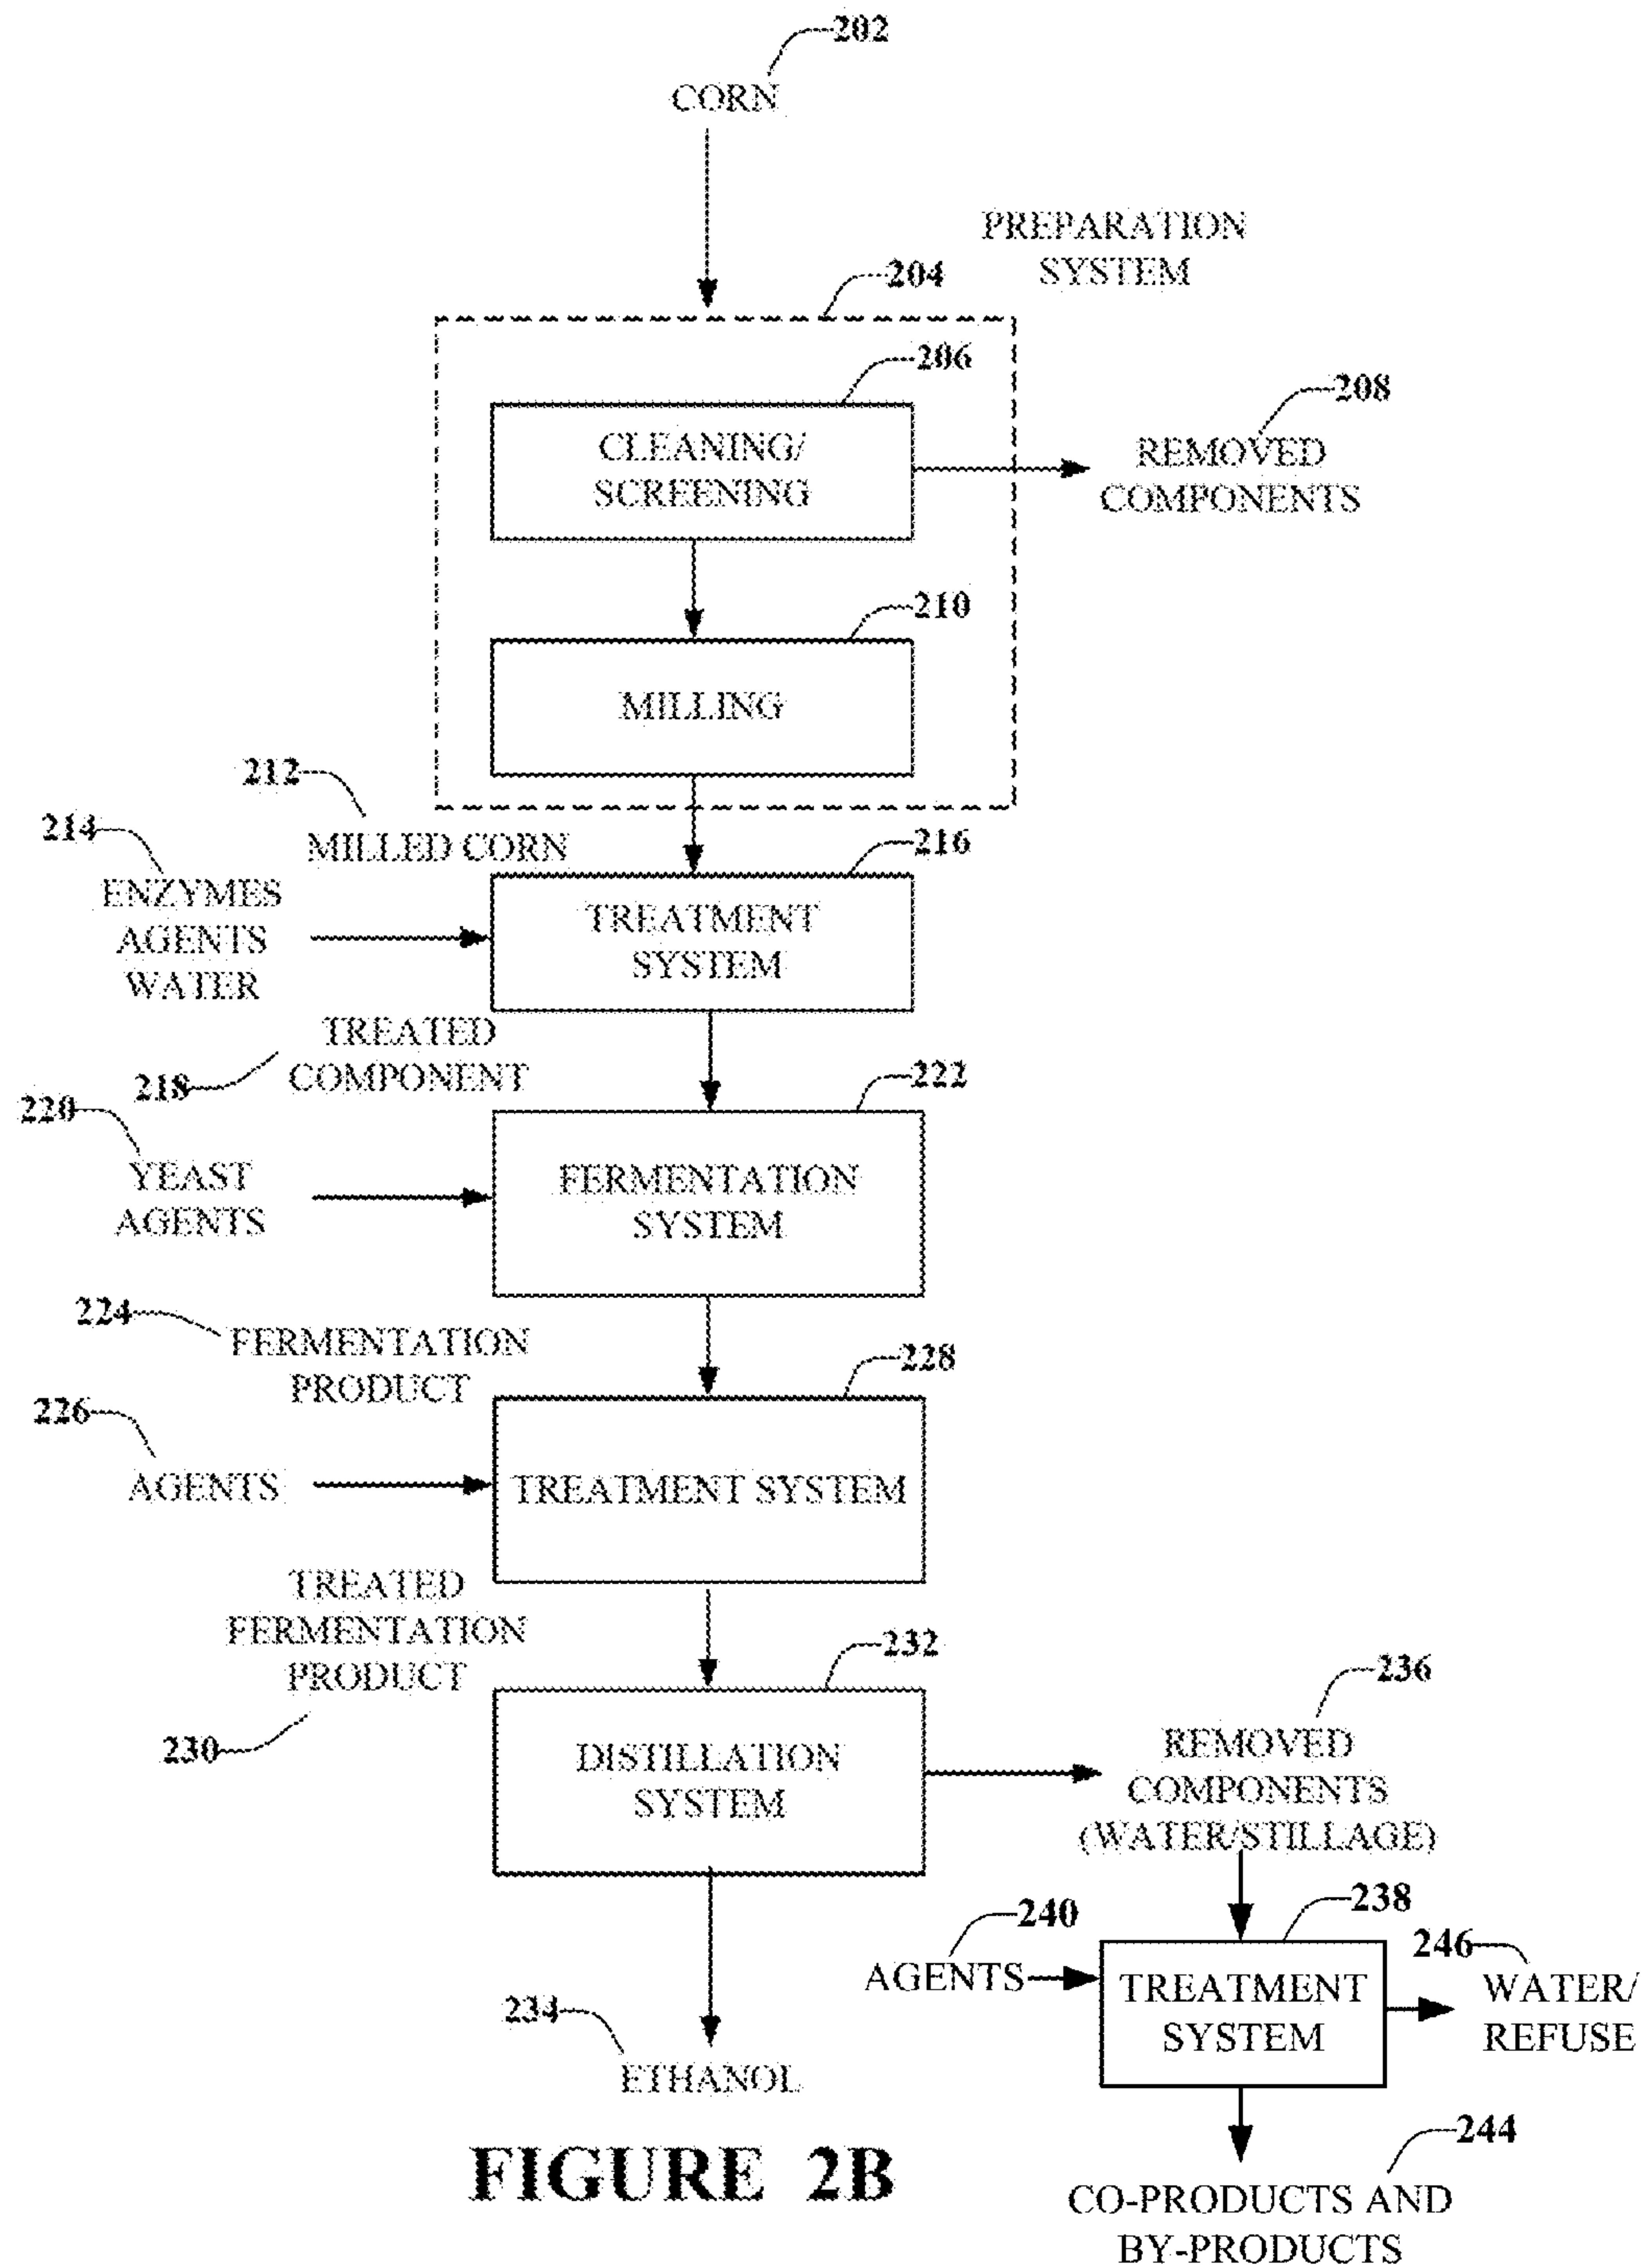 202
CORN
PREPARATION
SYSTEM
204
206
CLEANING/
SCREENING
208
REMOVED
COMPONENTS
210
MILLING
212
MILLED CORN
214
ENZYMES
AGENTS
WATER
216
TREATMENT
SYSTEM
TREATED
COMPONENT
218
220
YEAST
AGENTS
222
FERMENTATION
SYSTEM
224
FERMENTATION
PRODUCT
226
AGENTS
228
TREATMENT SYSTEM
TREATED
FERMENTATION
PRODUCT
230
232
DISTILLATION
SYSTEM
236
REMOVED
COMPONENTS
(WATER/STILLAGE)
240
AGENTS
238
TREATMENT
SYSTEM
246
WATER/
REFUSE
234
ETHANOL
244
CO-PRODUCTS AND
BY-PRODUCTS
FIGURE 2B